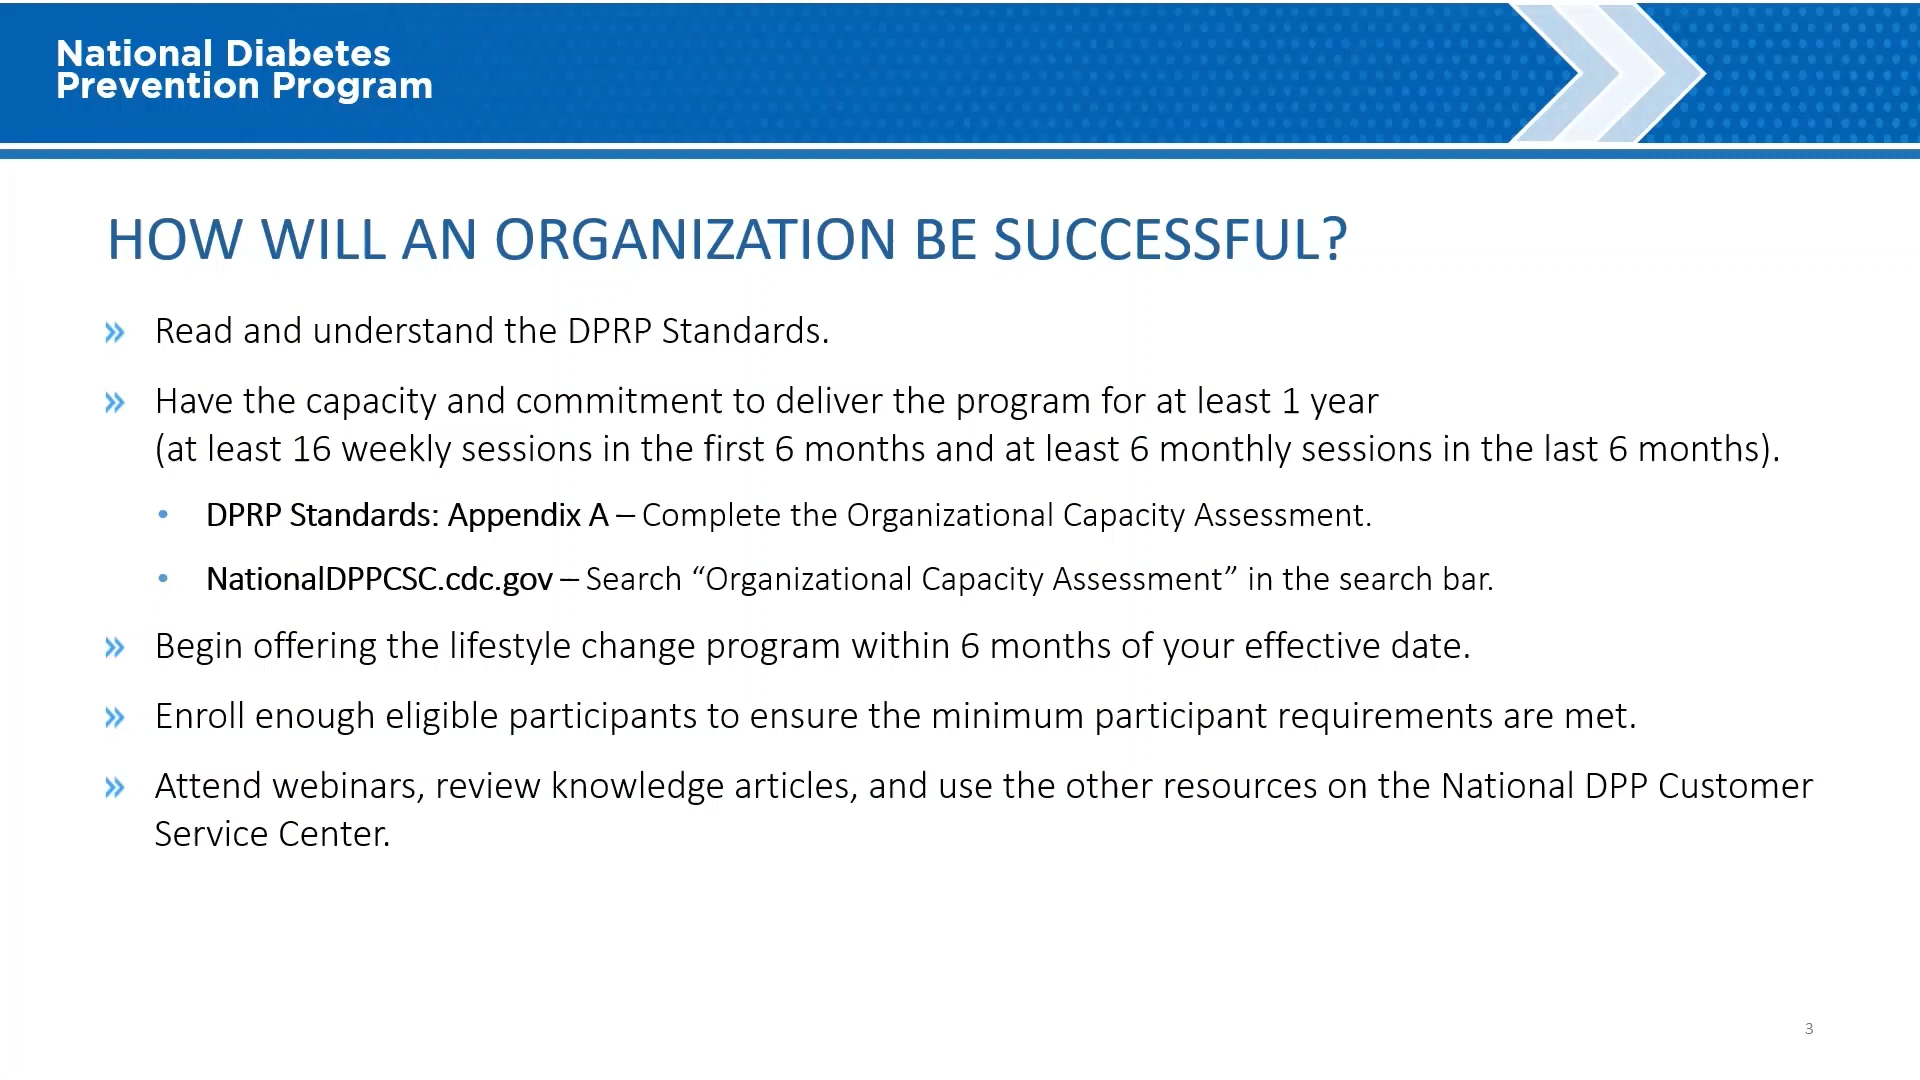 National Diabetes
Prevention Program
HOW WILL AN ORGANIZATION BE SUCCESSFUL?
» Read and understand the DPRP Standards.
» Have the capacity and commitment to deliver the program for at least 1 year
(at least 16 weekly sessions in the first 6 months and at least 6 monthly sessions in the last 6 months).
• DPRP Standards: Appendix A – Complete the Organizational Capacity Assessment.
• NationalDPPCSC.cdc.gov – Search “Organizational Capacity Assessment” in the search bar.
» Begin offering the lifestyle change program within 6 months of your effective date.
» Enroll enough eligible participants to ensure the minimum participant requirements are met.
» Attend webinars, review knowledge articles, and use the other resources on the National DPP Customer
Service Center.
3